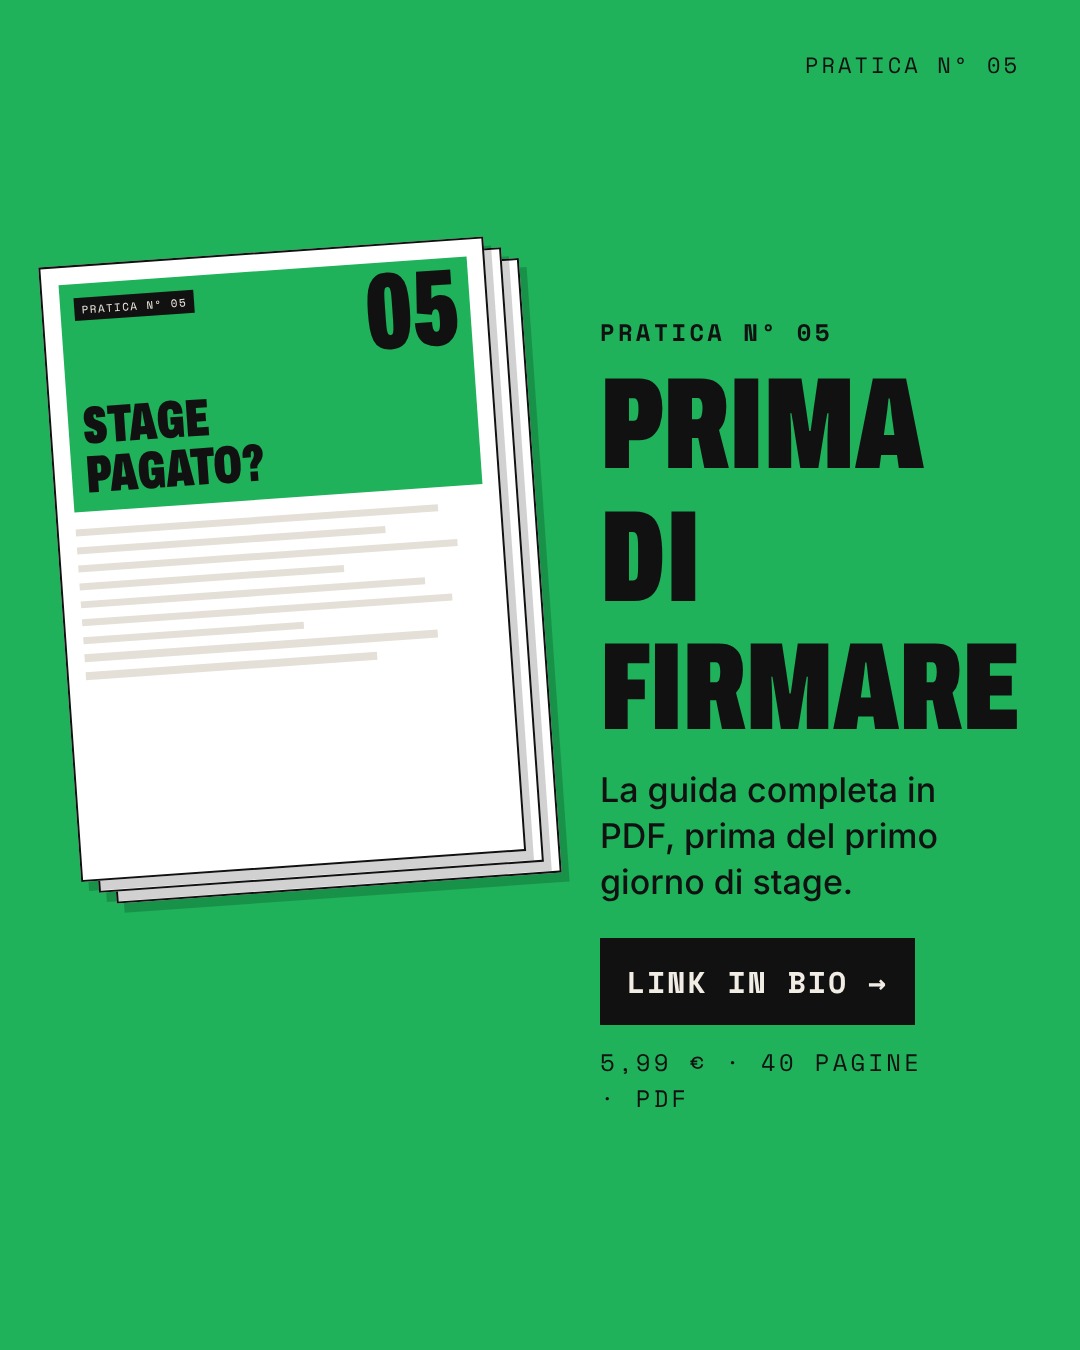 PRATICA N° 05
PRATICA N° 05
05
STAGE
PAGATO?
PRATICA N° 05
PRIMA
DI
FIRMARE
La guida completa in
PDF, prima del primo
giorno di stage.
LINK IN BIO →
5,99 € · 40 PAGINE
· PDF